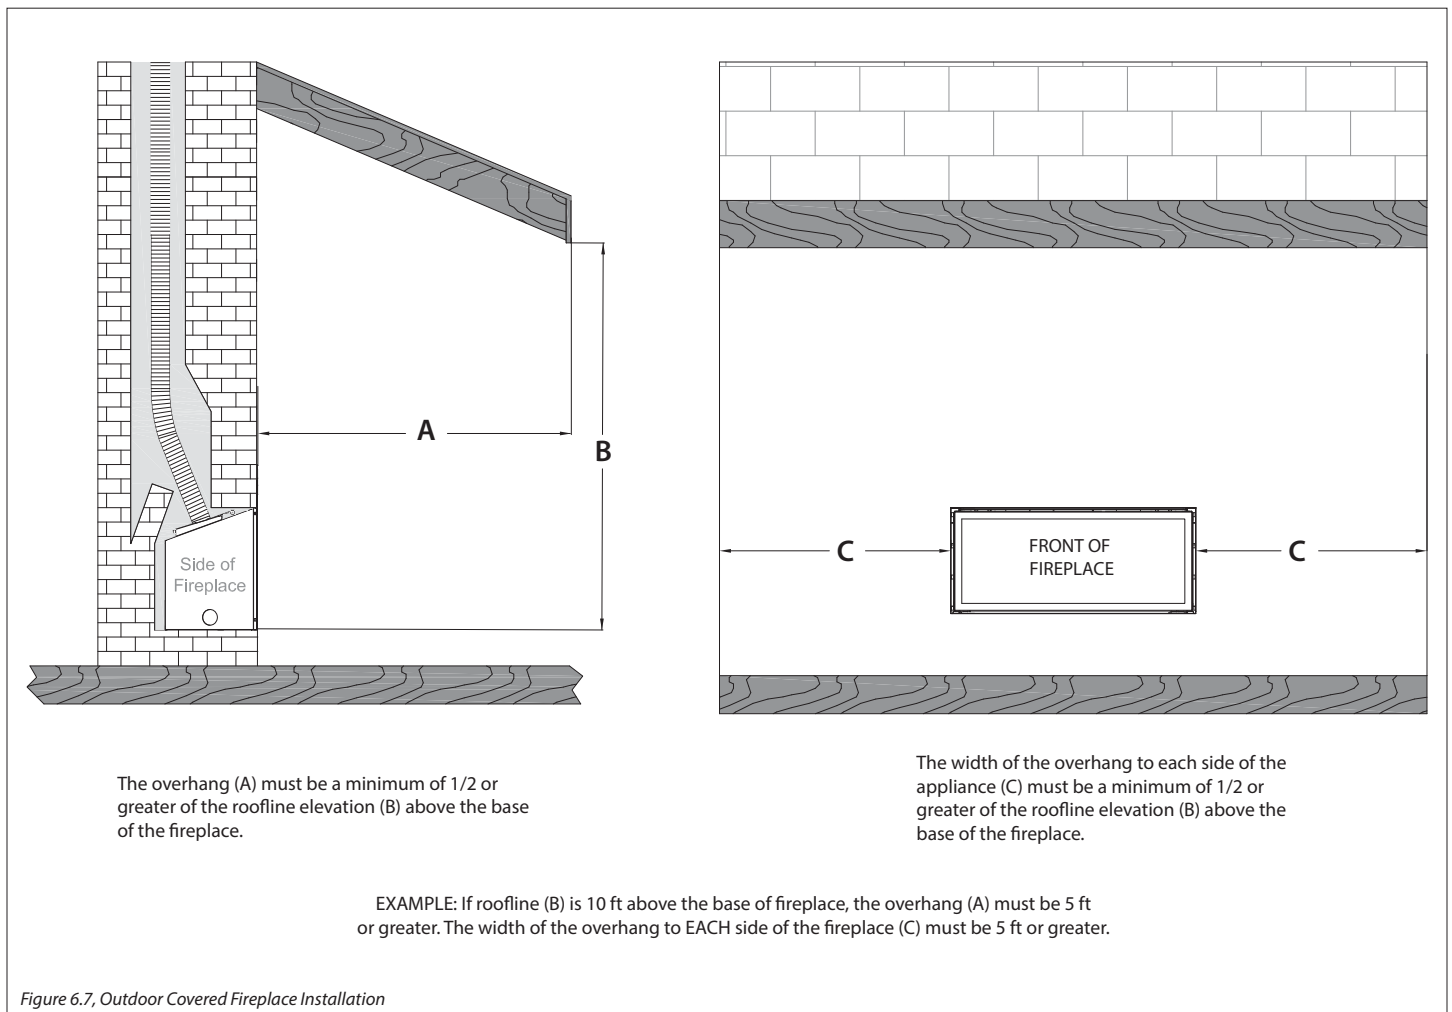 A
B
Side of
Fireplace
C
FRONT OF
FIREPLACE
C
The overhang (A) must be a minimum of 1/2 or
greater of the roofline elevation (B) above the base
of the fireplace.
The width of the overhang to each side of the
appliance (C) must be a minimum of 1/2 or
greater of the roofline elevation (B) above the
base of the fireplace.
EXAMPLE: If roofline (B) is 10 ft above the base of fireplace, the overhang (A) must be 5 ft
or greater. The width of the overhang to EACH side of the fireplace (C) must be 5 ft or greater.
Figure 6.7, Outdoor Covered Fireplace Installation